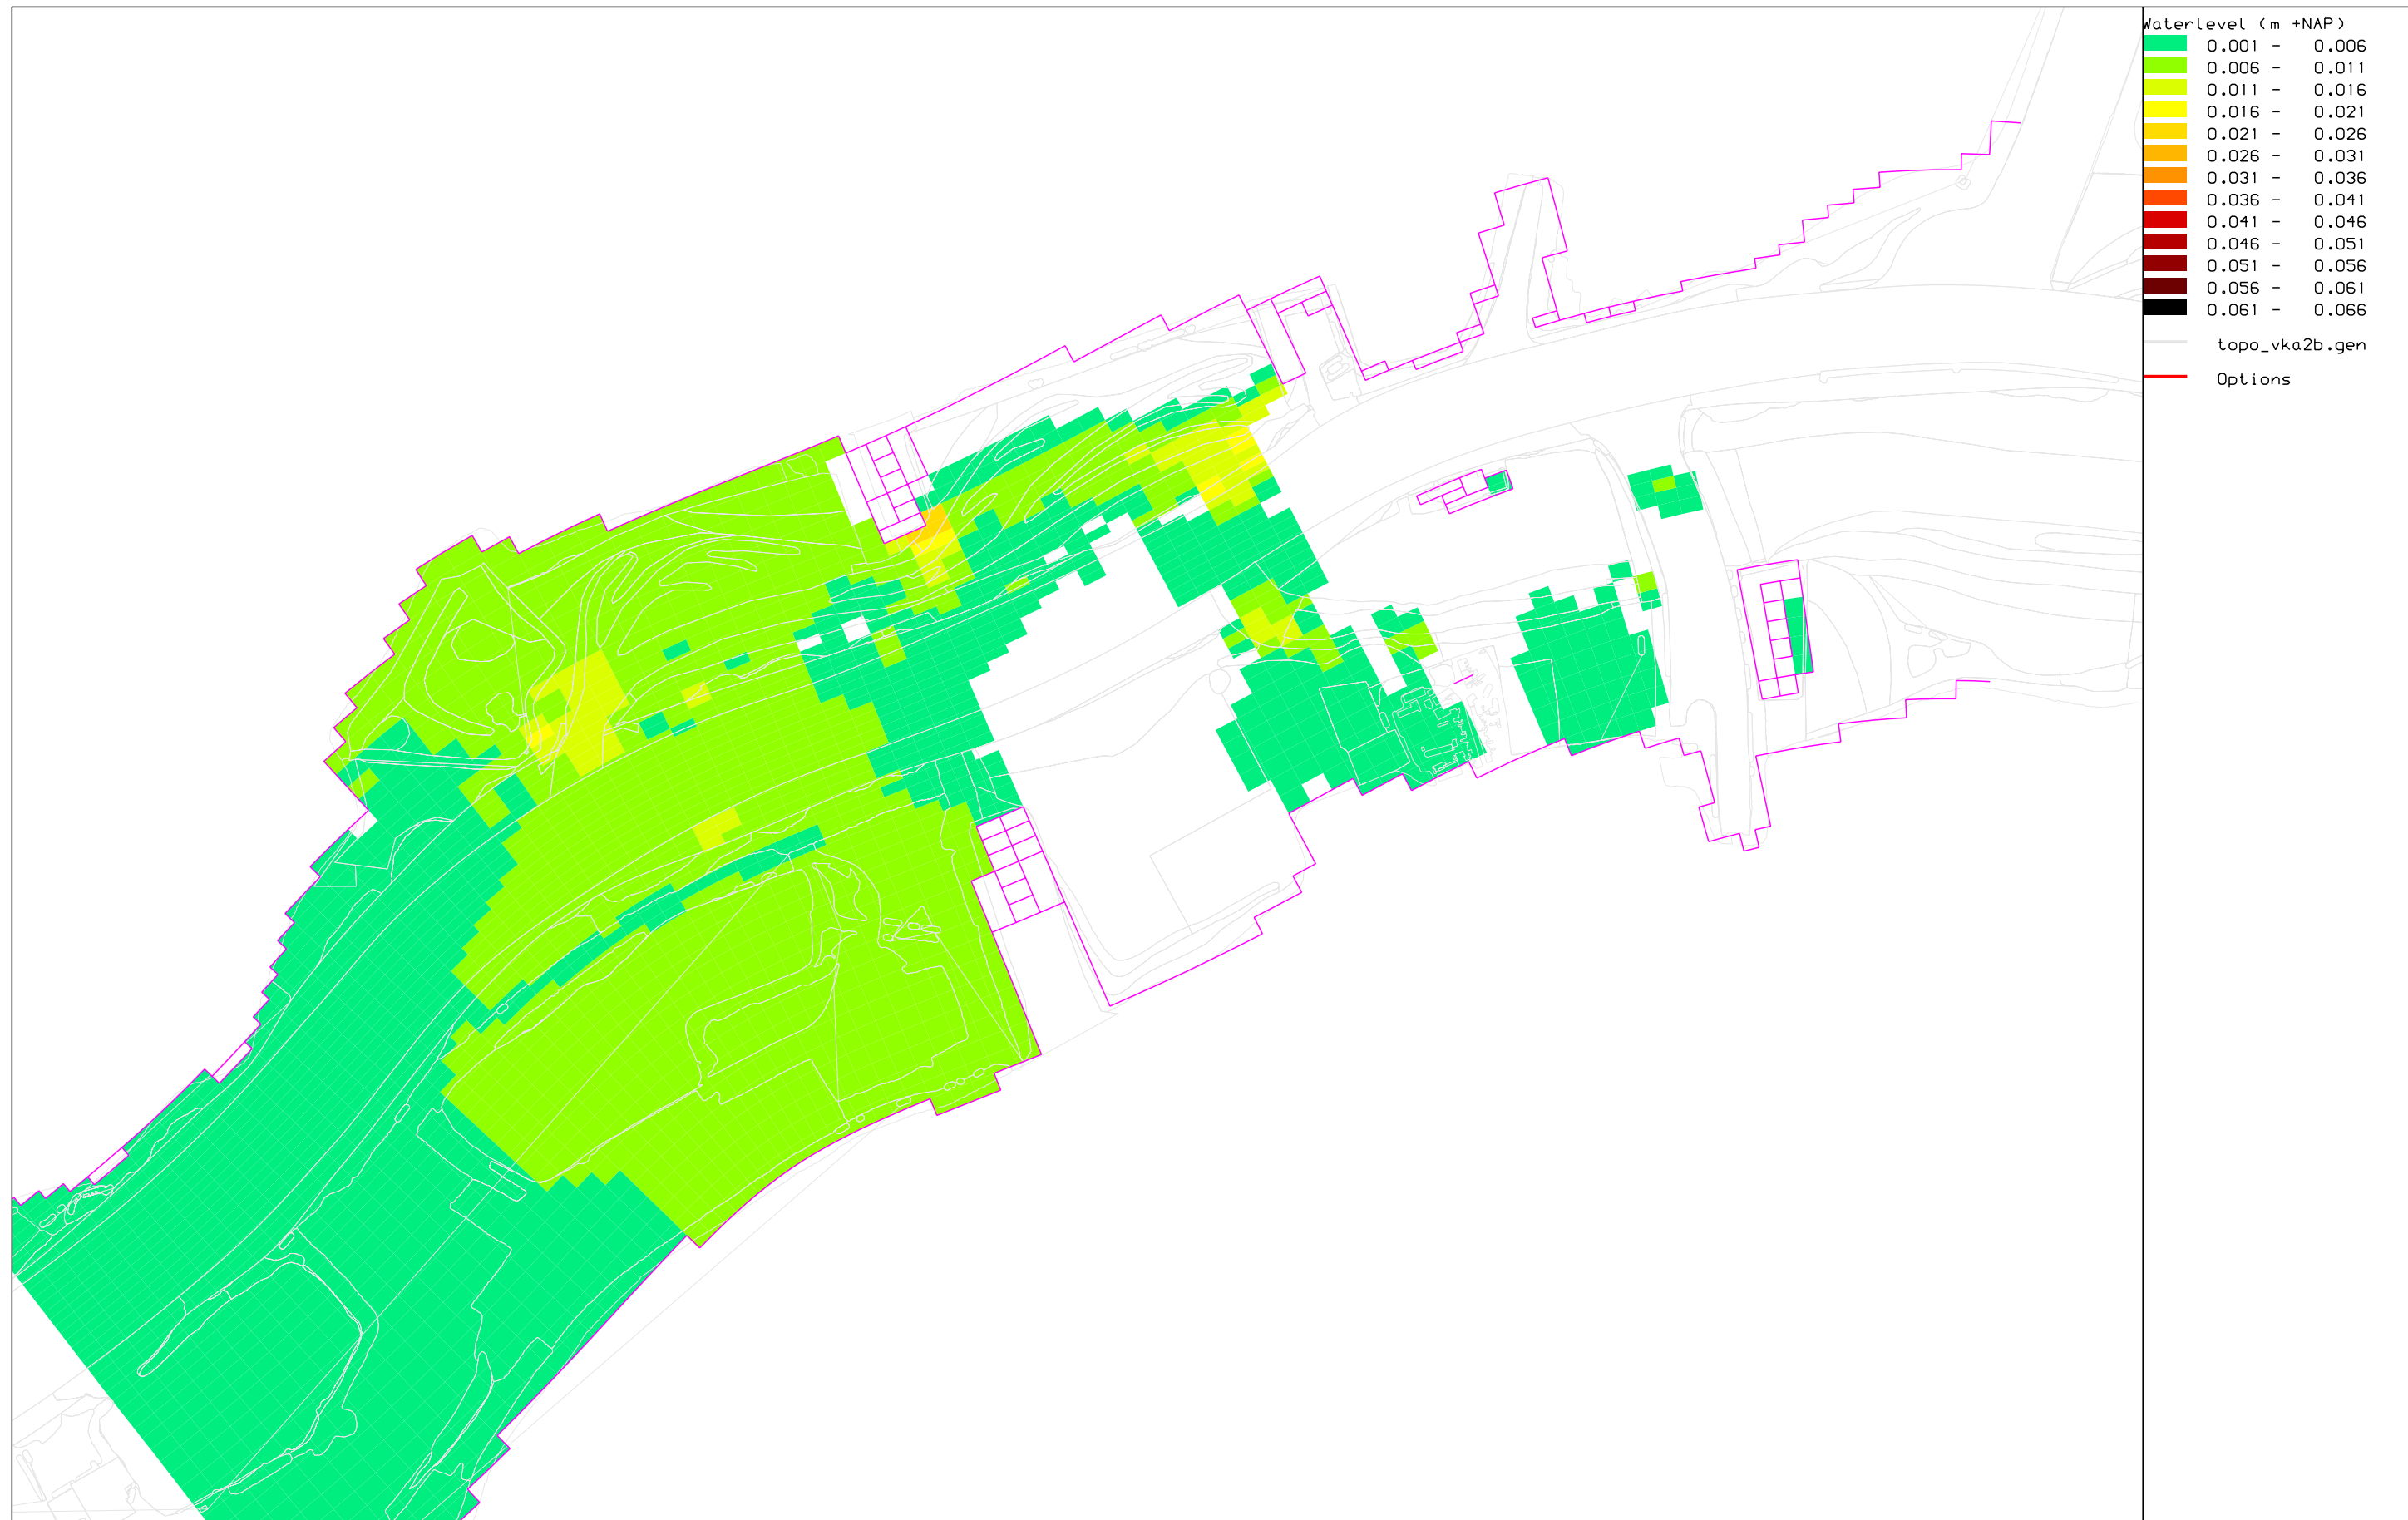 Waterlevel (m +NAP)
0.001 - 0.006
0.006 - 0.011
0.011 - 0.016
0.016 - 0.021
0.021 - 0.026
0.026 - 0.031
0.031 - 0.036
0.036 - 0.041
0.041 - 0.046
0.046 - 0.051
0.051 - 0.056
0.056 - 0.061
0.061 - 0.066
topo_vka2b.gen
Options